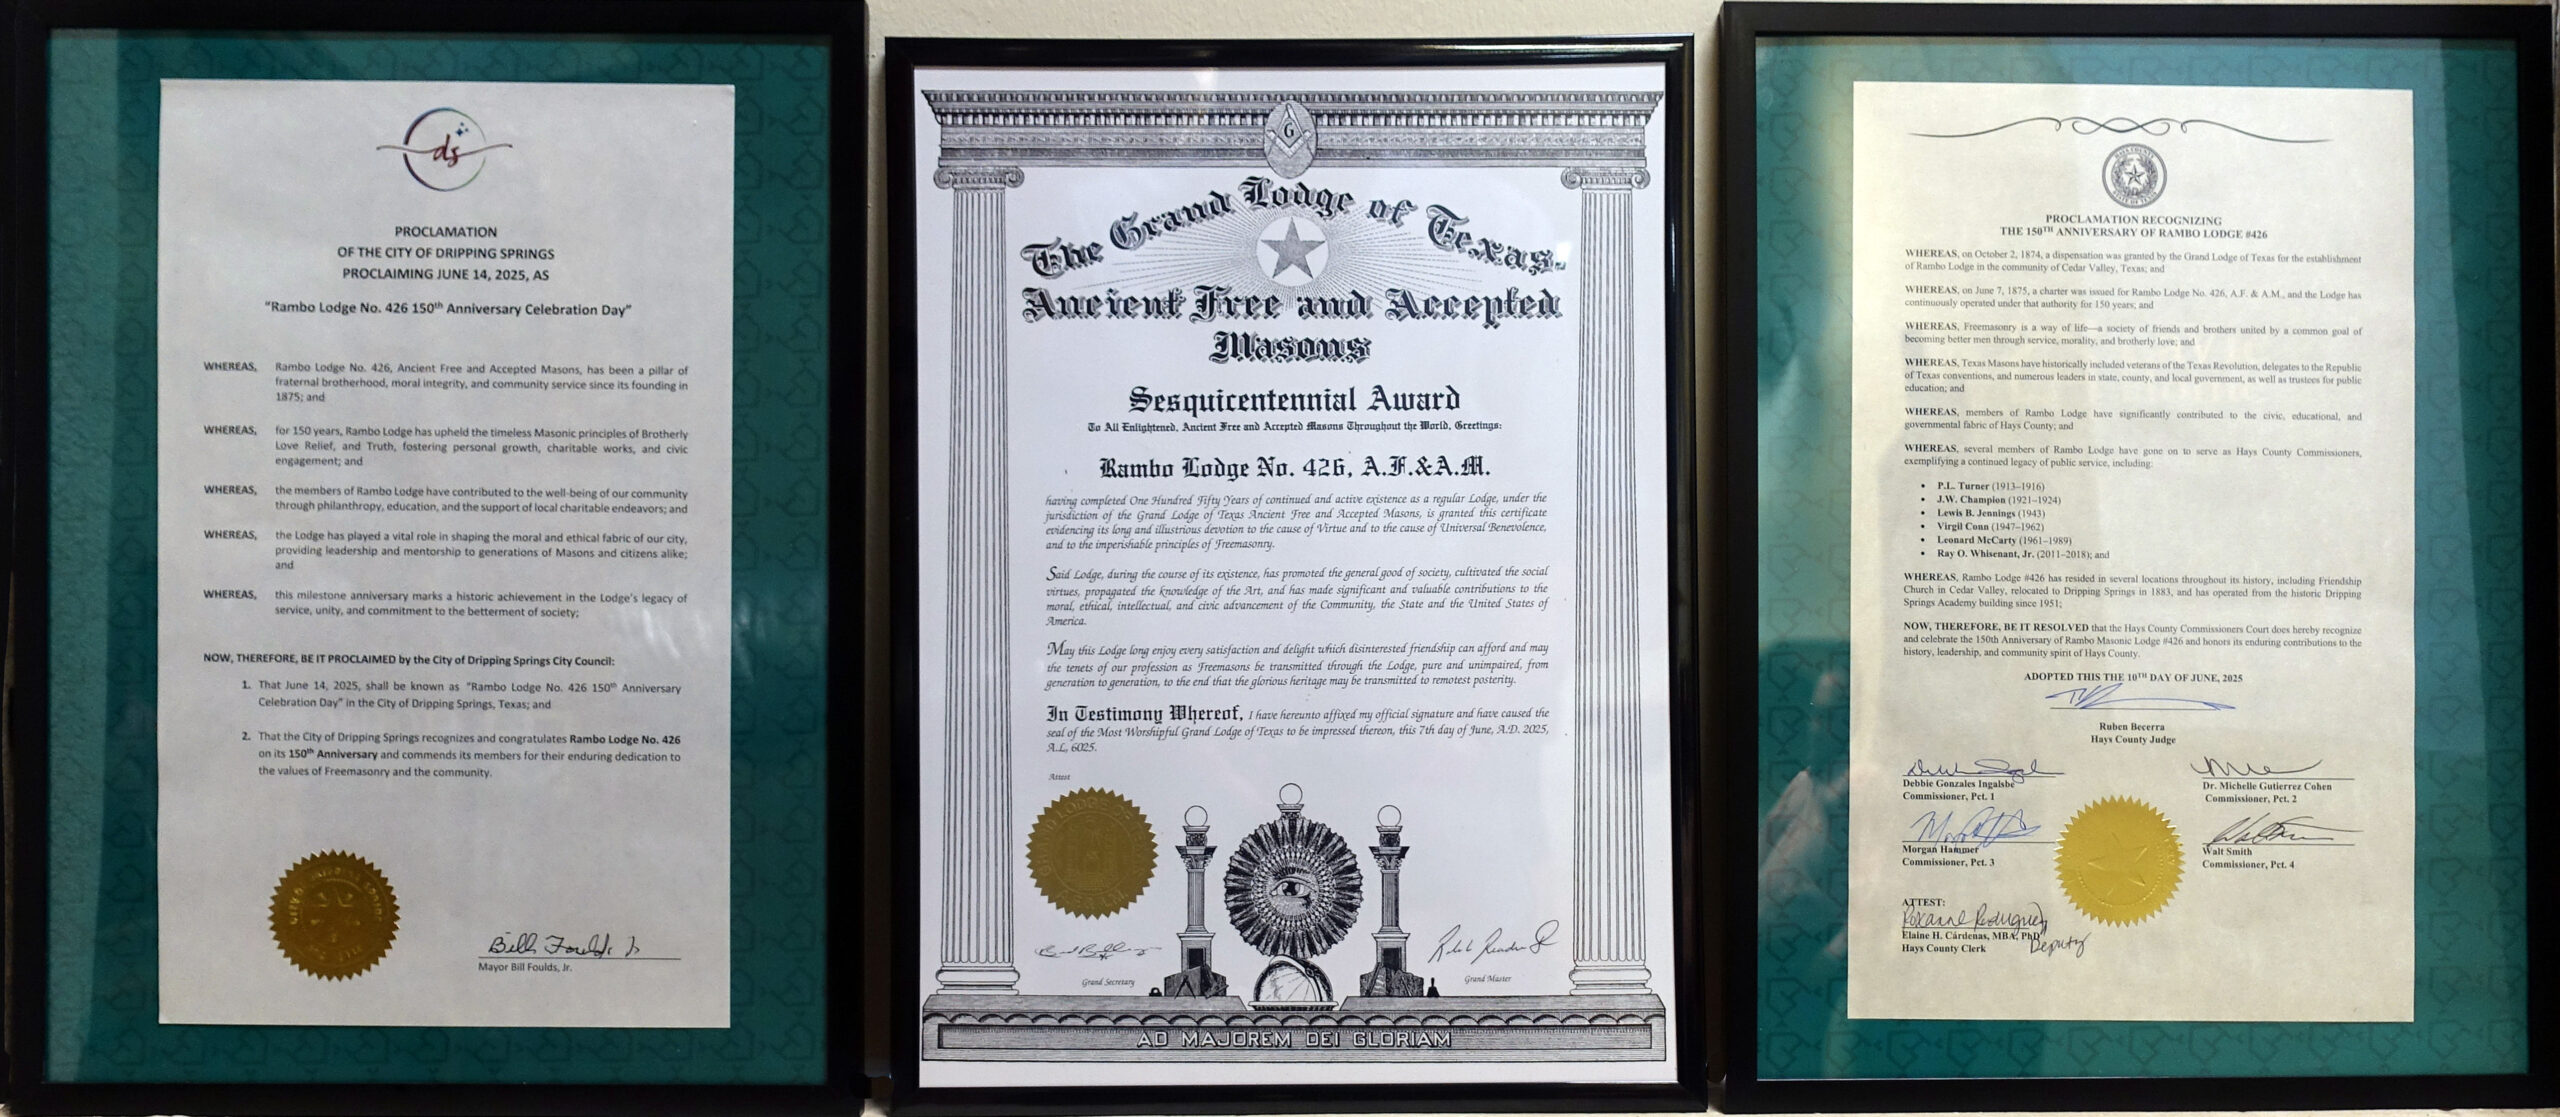 ds
PROCLAMATION
OF THE CITY OF DRIPPING SPRINGS
PROCLAIMING JUNE 14, 2025, AS
"Rambo Lodge No. 426 150th Anniversary Celebration Day"
WHEREAS, Rambo Lodge No. 426, Ancient Free and Accepted Masons, has been a pillar of
fraternal brotherhood, moral integrity, and community service since its founding in
1875; and
WHEREAS, for 150 years, Rambo Lodge has upheld the timeless Masonic principles of Brotherly
Love Relief, and Truth, fostering personal growth, charitable works, and civic
engagement; and
WHEREAS, the members of Rambo Lodge have contributed to the well-being of our community
through philanthropy, education, and the support of local charitable endeavors; and
WHEREAS, the Lodge has played a vital role in shaping the moral and ethical fabric of our city,
providing leadership and mentorship to generations of Masons and citizens alike;
and
WHEREAS, this milestone anniversary marks a historic achievement in the Lodge's legacy of
service, unity, and commitment to the betterment of society;
NOW, THEREFORE, BE IT PROCLAIMED by the City of Dripping Springs City Council:
1. That June 14, 2025, shall be known as "Rambo Lodge No. 426 150th Anniversary
Celebration Day" in the City of Dripping Springs, Texas; and
2. That the City of Dripping Springs recognizes and congratulates Rambo Lodge No. 426
on its 150th Anniversary and commends its members for their enduring dedication to
the values of Freemasonry and the community.
Bill Foulds Jr
Mayor Bill Foulds, Jr.
G
The Grand Lodge of Texas.
Ancient Free and Accepted
Masons
Sesquicentennial Award
To All Enlightened, Ancient Free and Accepted Masons Throughout the World, Greetings:
Rambo Lodge No. 426, A.F.&A.M.
having completed One Hundred Fifty Years of continued and active existence as a regular Lodge, under the
jurisdiction of the Grand Lodge of Texas Ancient Free and Accepted Masons, is granted this certificate
evidencing its long and illustrious devotion to the cause of Virtue and to the cause of Universal Benevolence,
and to the imperishable principles of Freemasonry.
Said Lodge, during the course of its existence, has promoted the general good of society, cultivated the social
virtues, propagated the knowledge of the Art, and has made significant and valuable contributions to the
moral, ethical, intellectual, and civic advancement of the Community, the State and the United States of
America.
May this Lodge long enjoy every satisfaction and delight which disinterested friendship can afford and may
the tenets of our profession as Freemasons be transmitted through the Lodge, pure and unimpaired, from
generation to generation, to the end that the glorious heritage may be transmitted to remotest posterity.
In Testimony Whereof, I have hereunto affixed my official signature and have caused the
seal of the Most Worshipful Grand Lodge of Texas to be impressed thereon, this 7th day of June, A.D. 2025,
A.L, 6025.
Attest
Grand Secretary
Grand Master
AD MAJOREM DEI GLORIAM
PROCLAMATION RECOGNIZING
THE 150TH ANNIVERSARY OF RAMBO LODGE #426
WHEREAS, on October 2, 1874, a dispensation was granted by the Grand Lodge of Texas for the establishment
of Rambo Lodge in the community of Cedar Valley, Texas; and
WHEREAS, on June 7, 1875, a charter was issued for Rambo Lodge No. 426, A.F. & A.M., and the Lodge has
continuously operated under that authority for 150 years; and
WHEREAS, Freemasonry is a way of life—a society of friends and brothers united by a common goal of
becoming better men through service, morality, and brotherly love; and
WHEREAS, Texas Masons have historically included veterans of the Texas Revolution, delegates to the Republic
of Texas conventions, and numerous leaders in state, county, and local government, as well as trustees for public
education; and
WHEREAS, members of Rambo Lodge have significantly contributed to the civic, educational, and
governmental fabric of Hays County; and
WHEREAS, several members of Rambo Lodge have gone on to serve as Hays County Commissioners,
exemplifying a continued legacy of public service, including:
• P.L. Turner (1913–1916)
• J.W. Champion (1921–1924)
• Lewis B. Jennings (1943)
• Virgil Conn (1947–1962)
• Leonard McCarty (1961–1989)
• Ray O. Whisenant, Jr. (2011–2018); and
WHEREAS, Rambo Lodge #426 has resided in several locations throughout its history, including Friendship
Church in Cedar Valley, relocated to Dripping Springs in 1883, and has operated from the historic Dripping
Springs Academy building since 1951;
NOW, THEREFORE, BE IT RESOLVED that the Hays County Commissioners Court does hereby recognize
and celebrate the 150th Anniversary of Rambo Masonic Lodge #426 and honors its enduring contributions to the
history, leadership, and community spirit of Hays County.
ADOPTED THIS THE 10TH DAY OF JUNE, 2025
Ruben Becerra
Hays County Judge
Debbie Gonzales Ingalsbe
Commissioner, Pct. 1
Dr. Michelle Gutierrez Cohen
Commissioner, Pct. 2
Morgan Hammer
Commissioner, Pct. 3
Walt Smith
Commissioner, Pct. 4
ATTEST:
Roxanne Rodriguez
Elaine H. Cárdenas, MBA, PhD
Deputy
Hays County Clerk